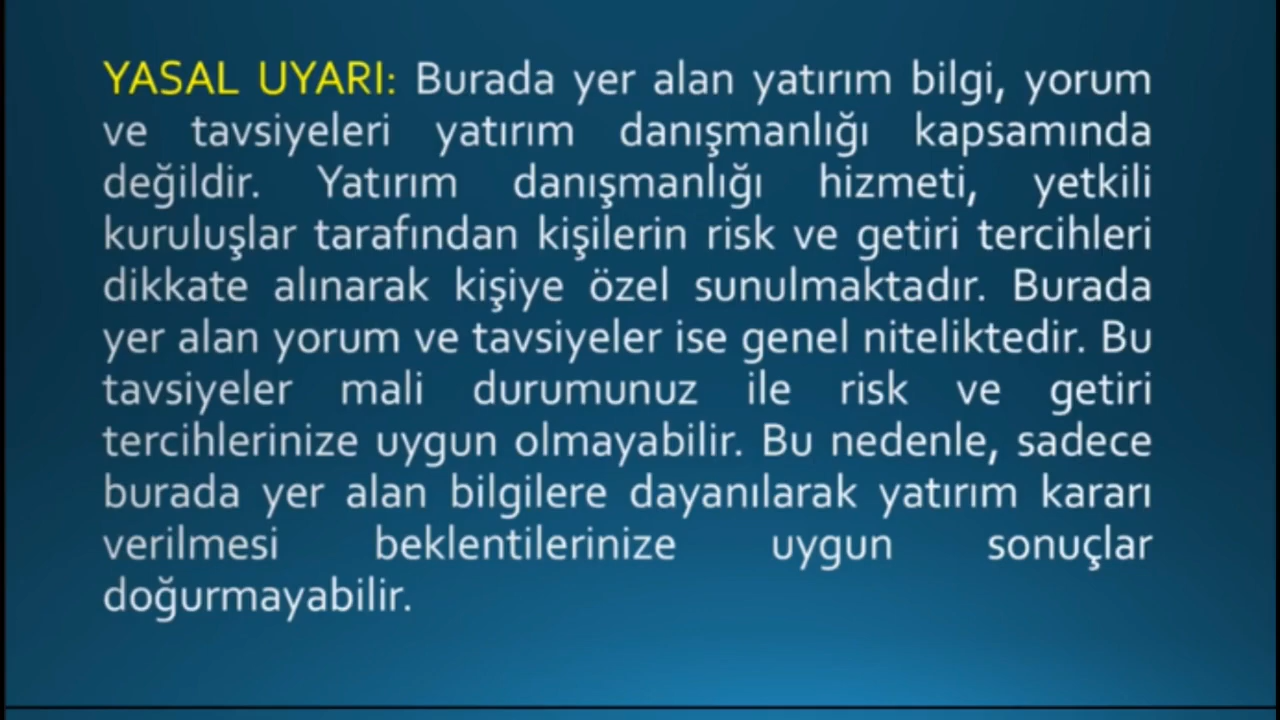 YASAL UYARI: Burada yer alan yatırım bilgi, yorum
ve tavsiyeleri yatırım danışmanlığı kapsamında
değildir. Yatırım danışmanlığı hizmeti, yetkili
kuruluşlar tarafından kişilerin risk ve getiri tercihleri
dikkate alınarak kişiye özel sunulmaktadır. Burada
yer alan yorum ve tavsiyeler ise genel niteliktedir. Bu
tavsiyeler mali durumunuz ile risk ve getiri
tercihlerinize uygun olmayabilir. Bu nedenle, sadece
burada yer alan bilgilere dayanılarak yatırım kararı
verilmesi beklentilerinize uygun sonuçlar
doğurmayabilir.